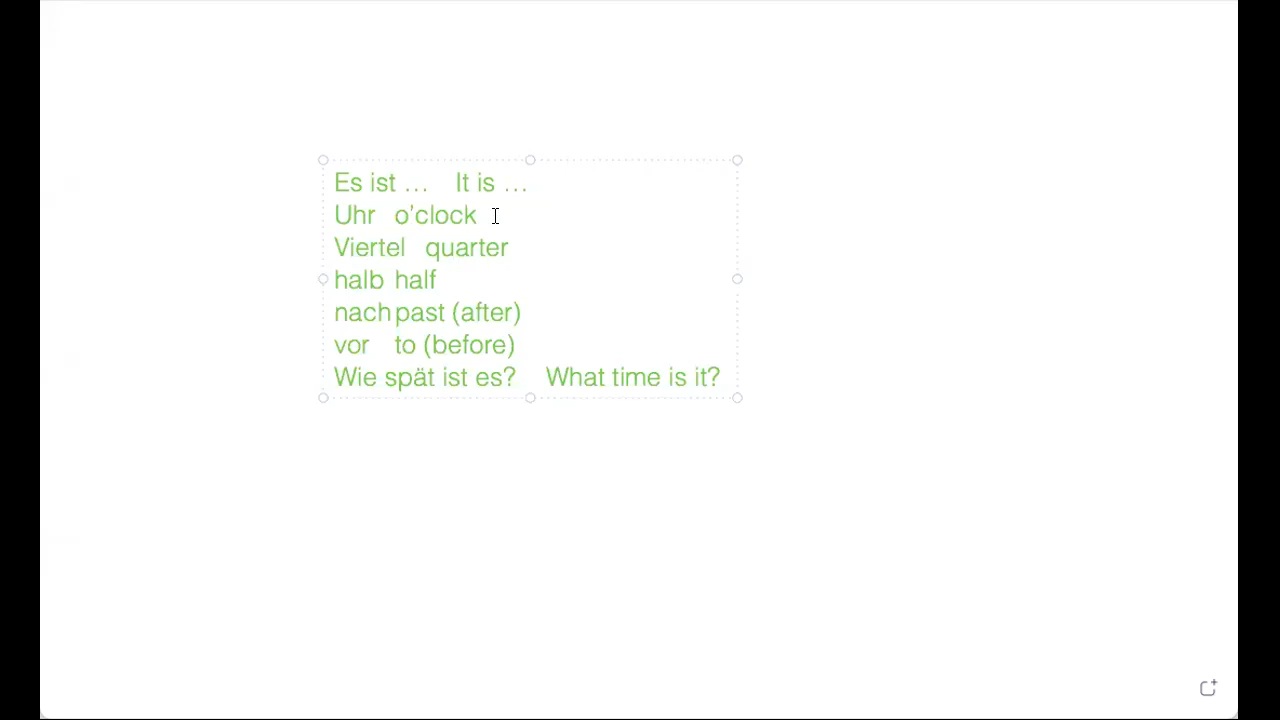 Es ist … It is …
Uhr o’clock
Viertel quarter
halb half
nach past (after)
vor to (before)
Wie spät ist es? What time is it?